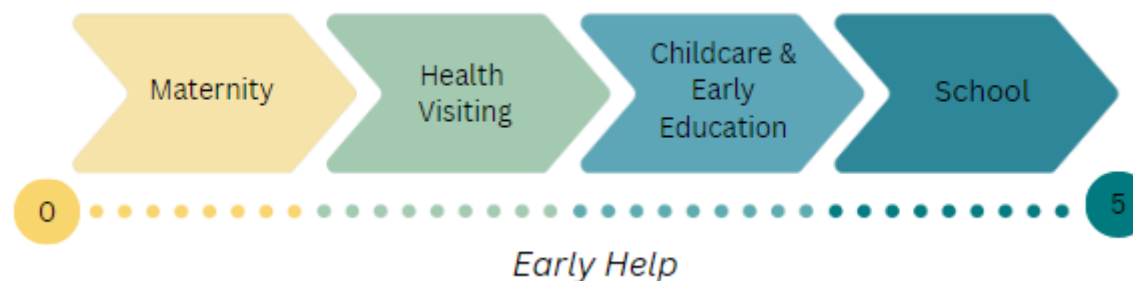 Maternity
Health
Visiting
Childcare &
Early
Education
School
0
5
Early Help